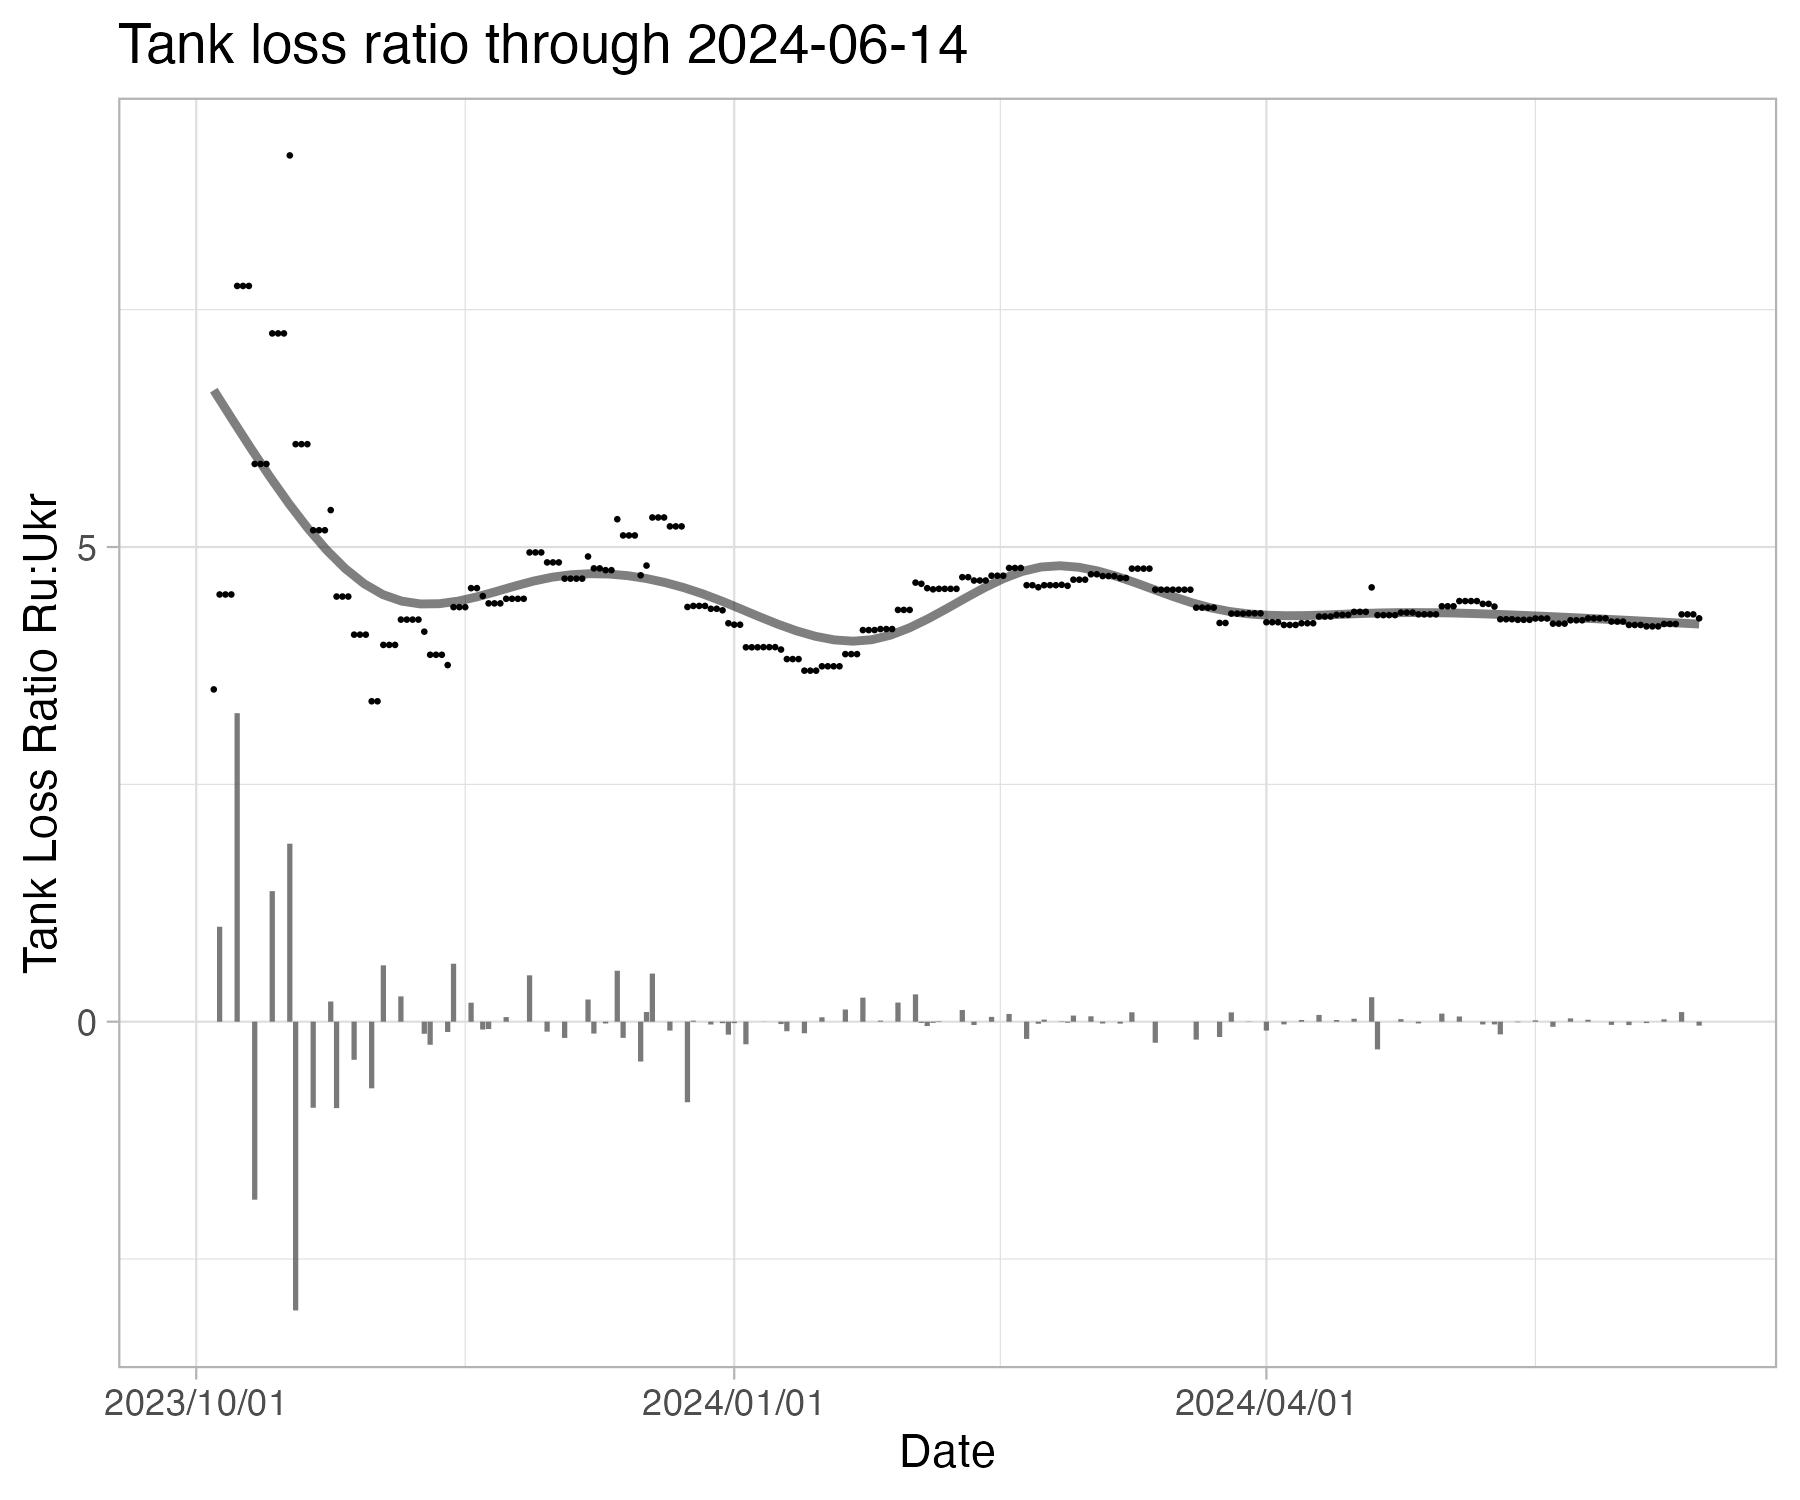 Tank loss ratio through 2024-06-14
Tank Loss Ratio Ru:Ukr
5
0
2023/10/01
2024/01/01
2024/04/01
Date